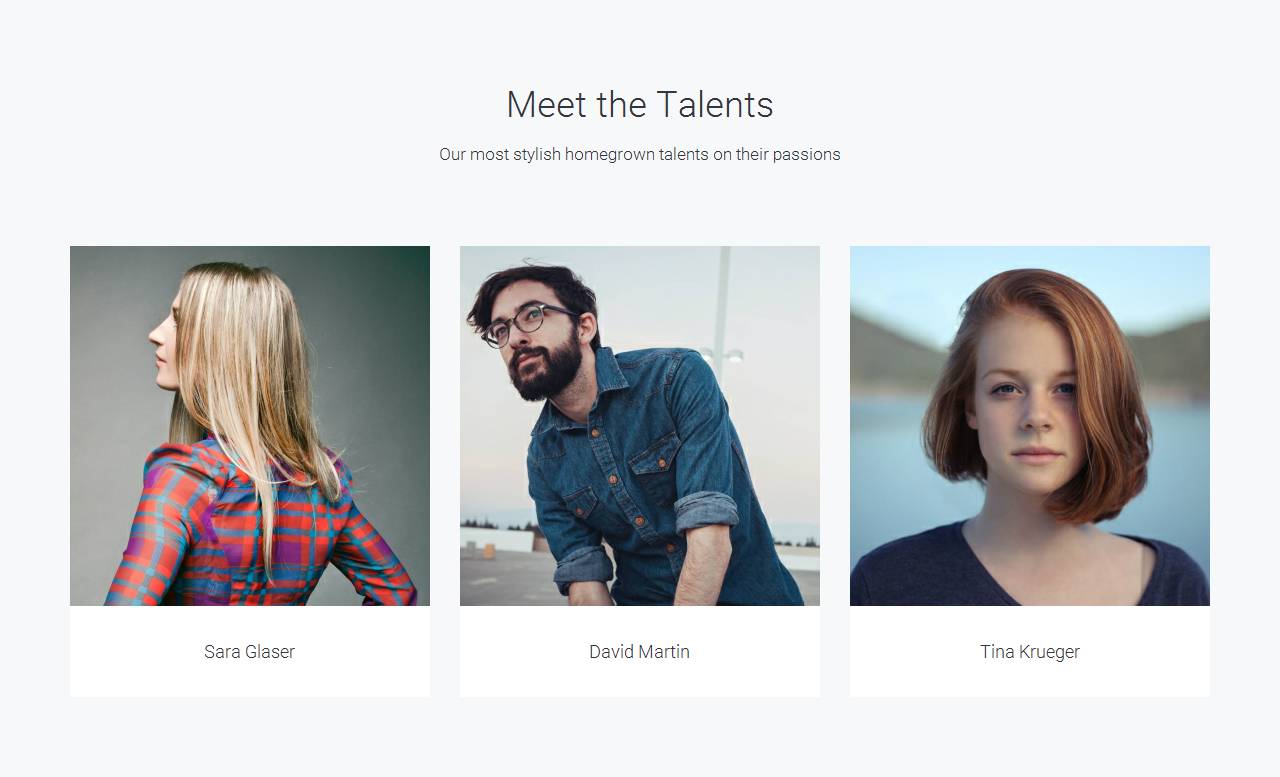 Meet the Talents
Our most stylish homegrown talents on their passions
Sara Glaser
David Martin
Tina Krueger